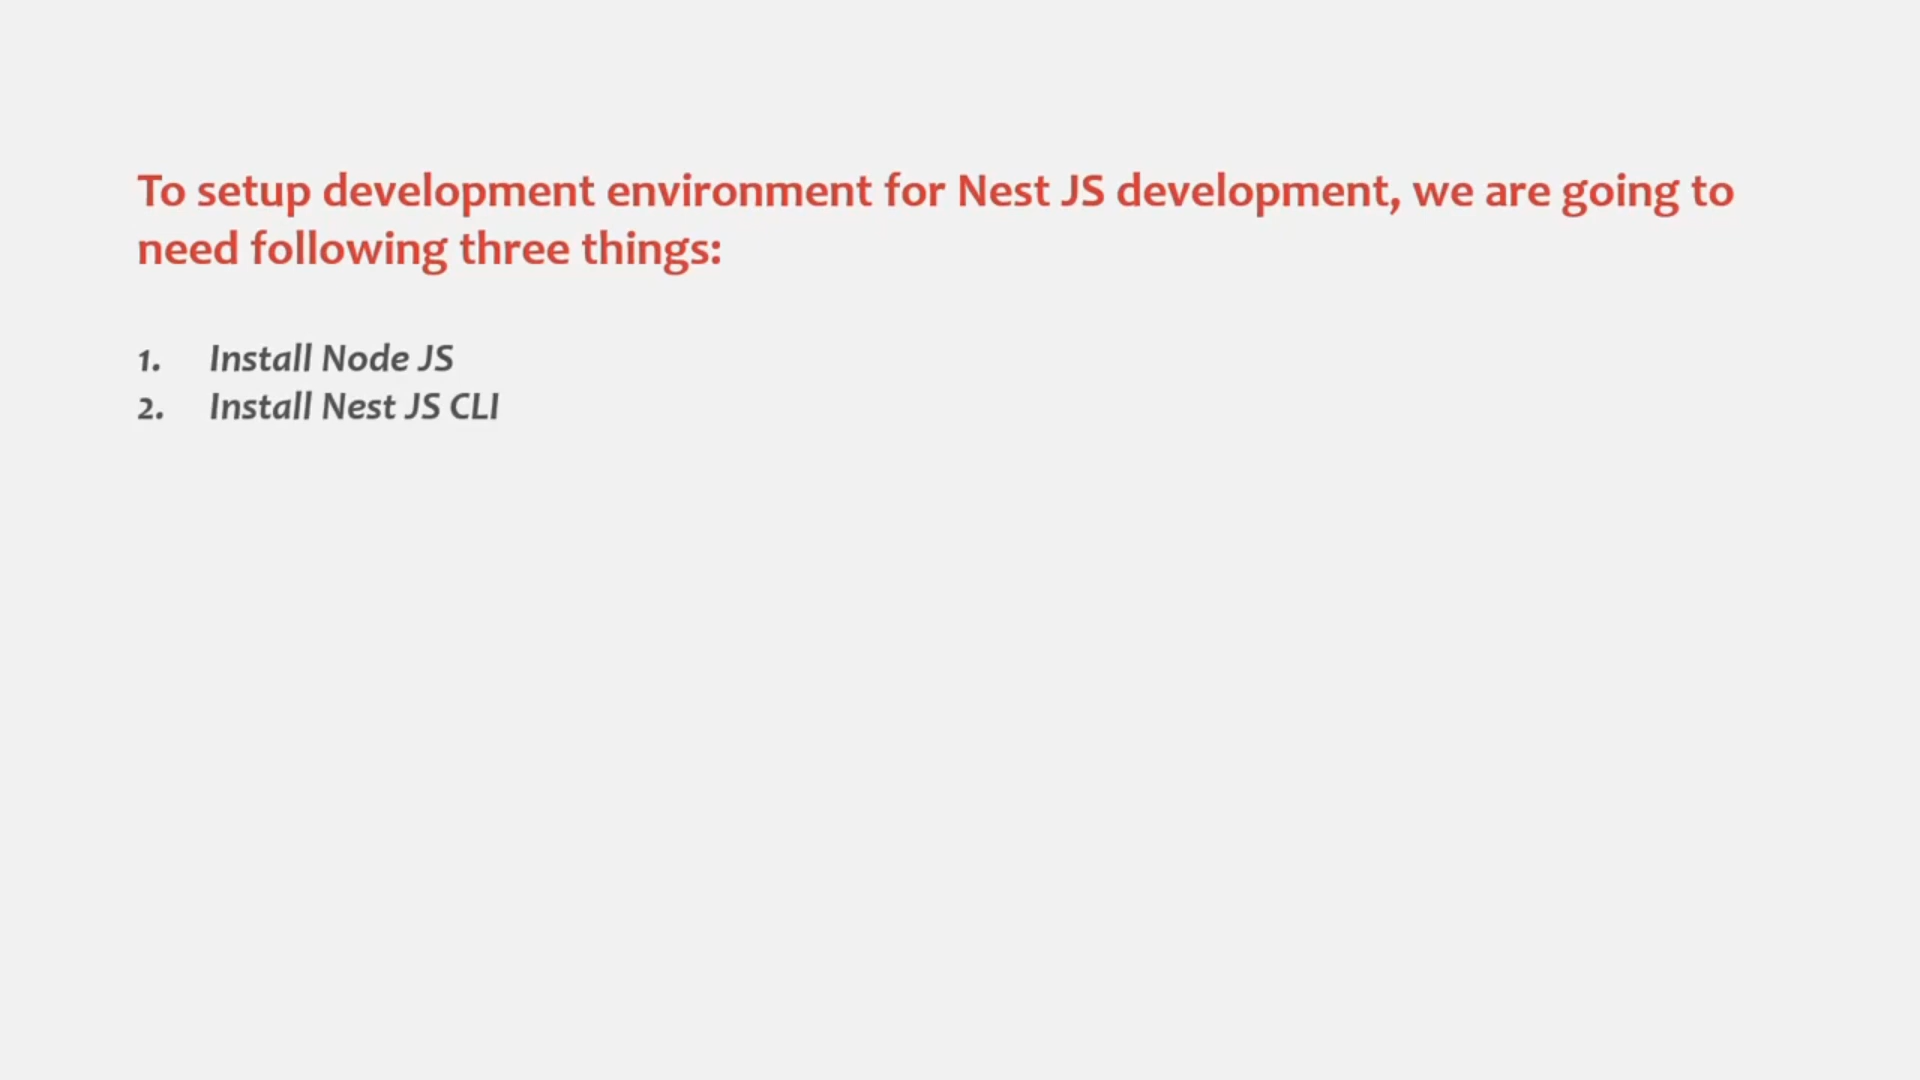 To setup development environment for Nest JS development, we are going to
need following three things:
1. Install Node JS
2. Install Nest JS CLI